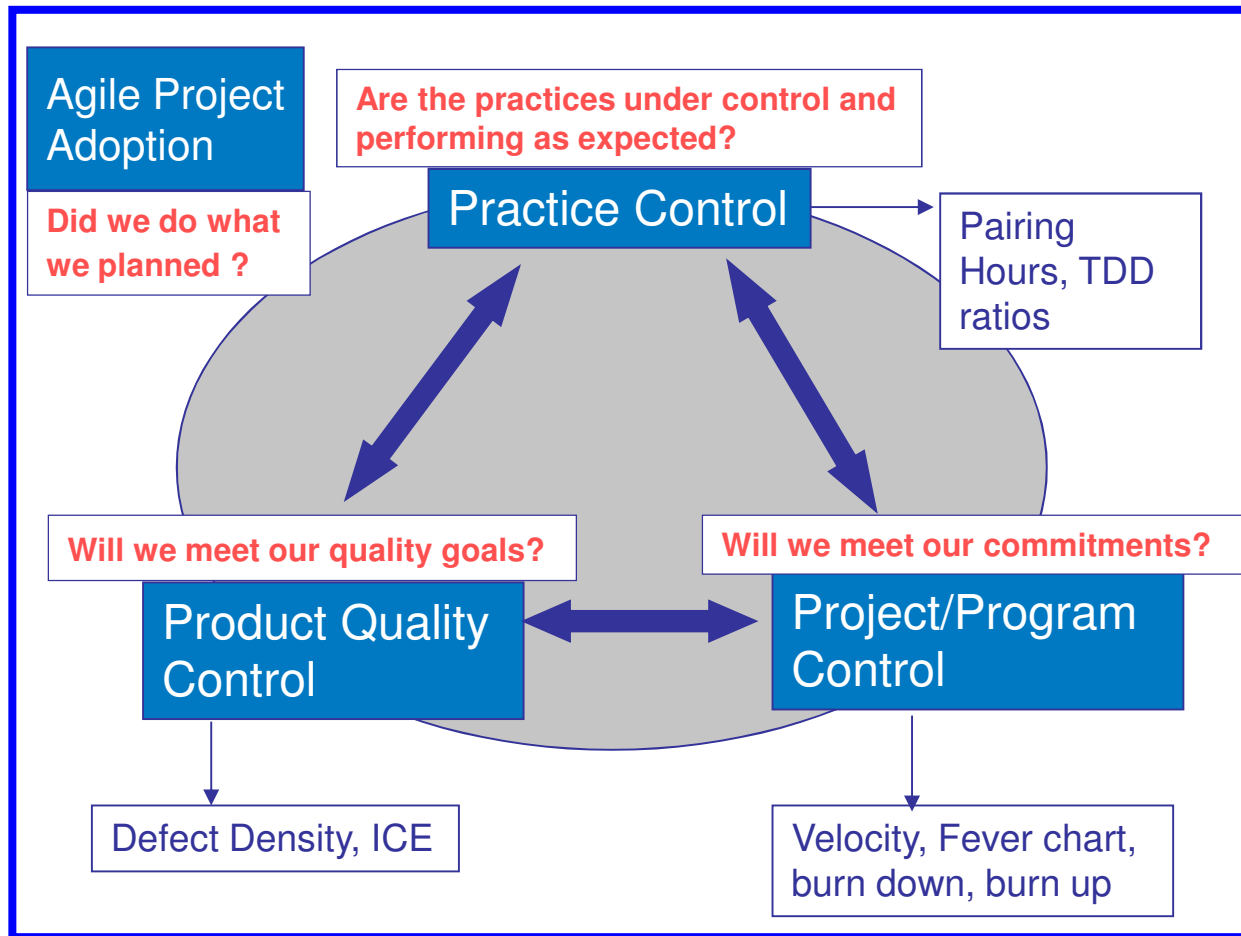 Agile Project
Adoption
Did we do what
we planned ?
Are the practices under control and
performing as expected?
Practice Control
Pairing
Hours, TDD
ratios
Will we meet our quality goals?
Product Quality
Control
Defect Density, ICE
Will we meet our commitments?
Project/Program
Control
Velocity, Fever chart,
burn down, burn up